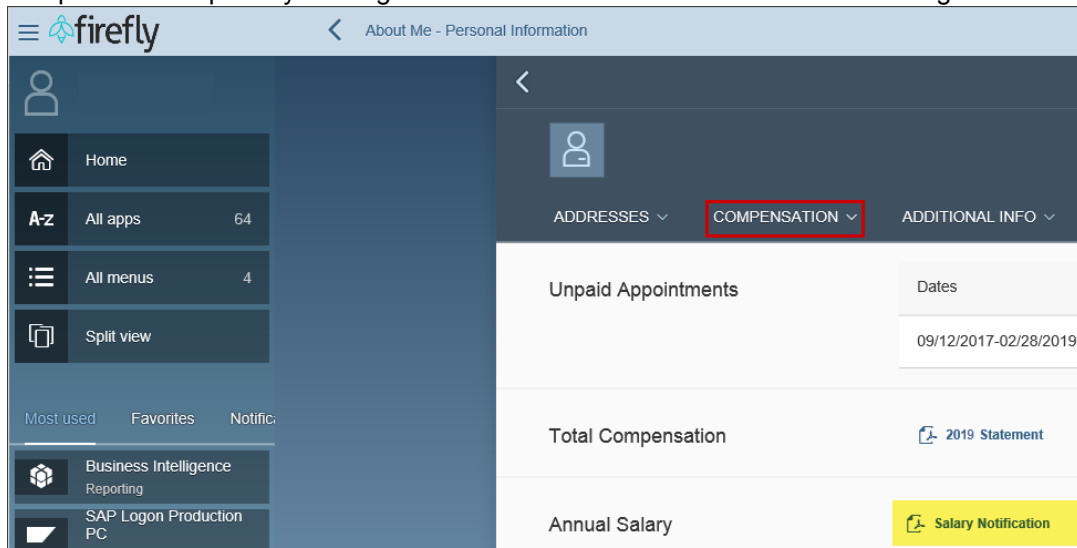 firefly
About Me - Personal Information
Home
A-z All apps 64
ADDRESSES COMPENSATION ADDITIONAL INFO
All menus 4
Unpaid Appointments Dates
Split view
09/12/2017-02/28/2019
Most used Favorites Notific
Total Compensation 2019 Statement
Business Intelligence
Reporting
SAP Logon Production
PC
Annual Salary Salary Notification